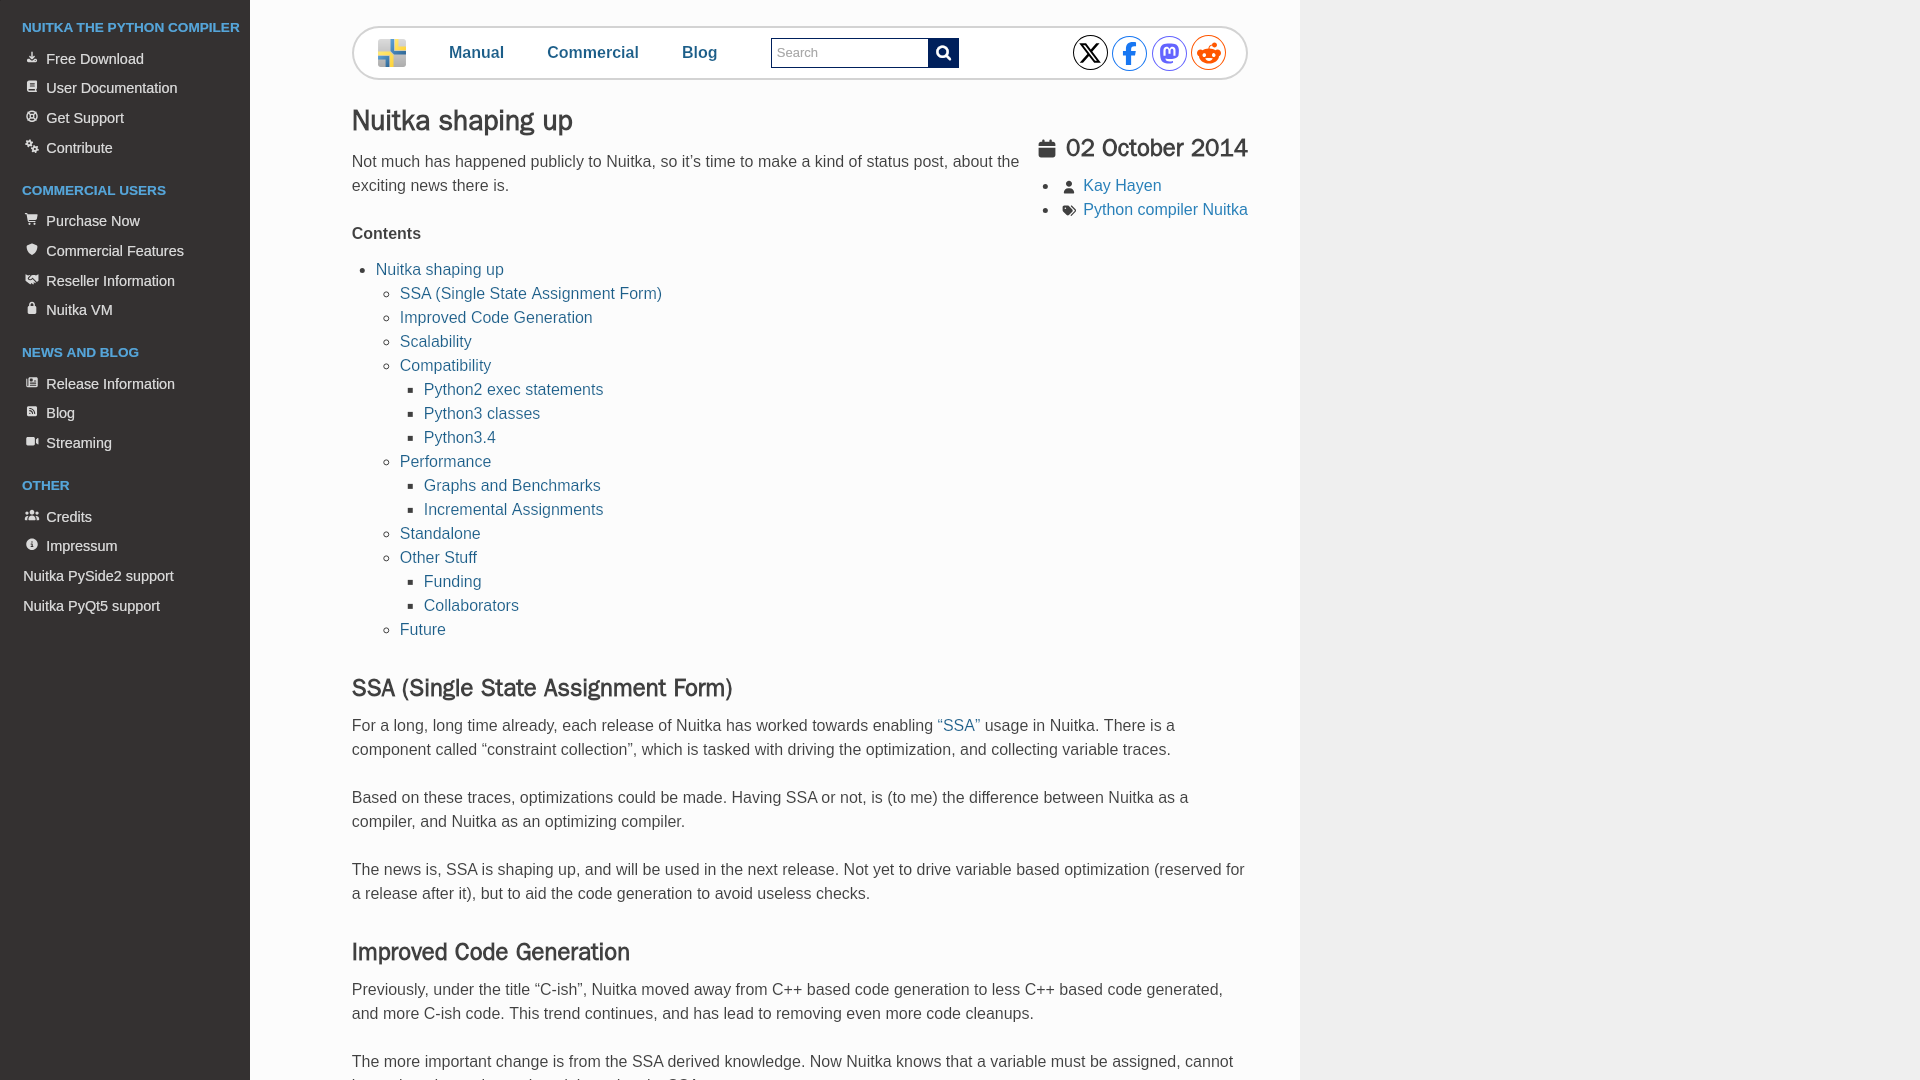 NUITKA THE PYTHON COMPILER
Free Download
User Documentation
Get Support
Contribute
COMMERCIAL USERS
Purchase Now
Commercial Features
Reseller Information
Nuitka VM
NEWS AND BLOG
Release Information
Blog
Streaming
OTHER
Credits
Impressum
Nuitka PySide2 support
Nuitka PyQt5 support
Manual Commercial Blog Search
Nuitka shaping up
02 October 2014
Kay Hayen
Python compiler Nuitka
Not much has happened publicly to Nuitka, so it’s time to make a kind of status post, about the
exciting news there is.
Contents
Nuitka shaping up
SSA (Single State Assignment Form)
Improved Code Generation
Scalability
Compatibility
Python2 exec statements
Python3 classes
Python3.4
Performance
Graphs and Benchmarks
Incremental Assignments
Standalone
Other Stuff
Funding
Collaborators
Future
SSA (Single State Assignment Form)
For a long, long time already, each release of Nuitka has worked towards enabling “SSA” usage in Nuitka. There is a
component called “constraint collection”, which is tasked with driving the optimization, and collecting variable traces.
Based on these traces, optimizations could be made. Having SSA or not, is (to me) the difference between Nuitka as a
compiler, and Nuitka as an optimizing compiler.
The news is, SSA is shaping up, and will be used in the next release. Not yet to drive variable based optimization (reserved for
a release after it), but to aid the code generation to avoid useless checks.
Improved Code Generation
Previously, under the title “C-ish”, Nuitka moved away from C++ based code generation to less C++ based code generated,
and more C-ish code. This trend continues, and has lead to removing even more code cleanups.
The more important change is from the SSA derived knowledge. Now Nuitka knows that a variable must be assigned, cannot